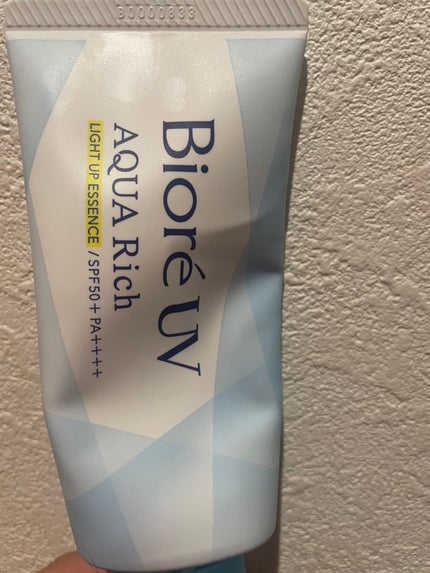 Bioré UV
AQUA Rich
LIGHT UP ESSENCE / SPF50+ PA++++